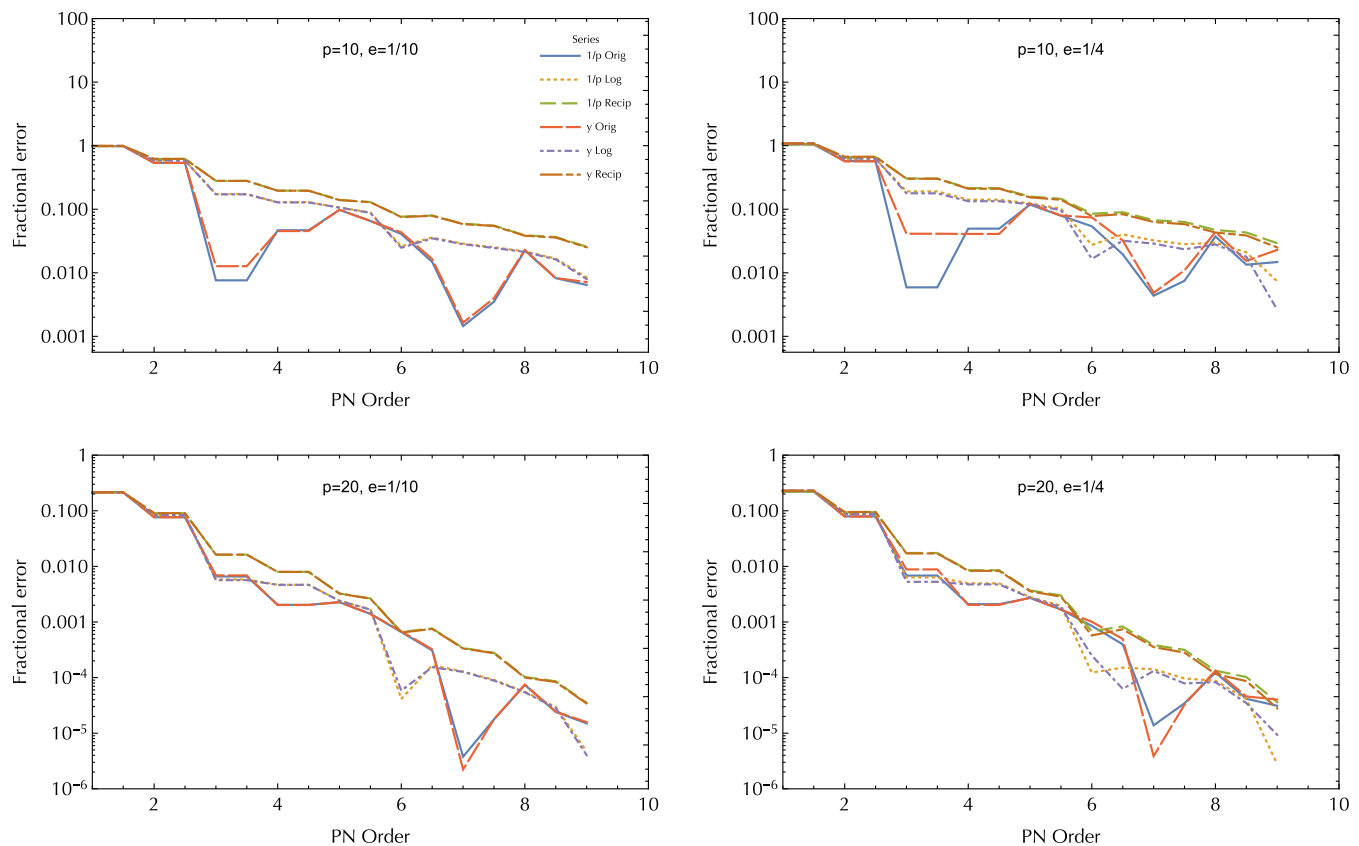 100
10
1
0.100
0.010
0.001
Fractional error
p=10, e=1/10
Series
1/p Orig
1/p Log
1/p Recip
y Orig
y Log
y Recip
2 4 6 8 10
PN Order
100
10
1
0.100
0.010
0.001
Fractional error
p=10, e=1/4
2 4 6 8 10
PN Order
1
0.100
0.010
0.001
10⁻⁴
10⁻⁵
10⁻⁶
Fractional error
p=20, e=1/10
2 4 6 8 10
PN Order
1
0.100
0.010
0.001
10⁻⁴
10⁻⁵
10⁻⁶
Fractional error
p=20, e=1/4
2 4 6 8 10
PN Order